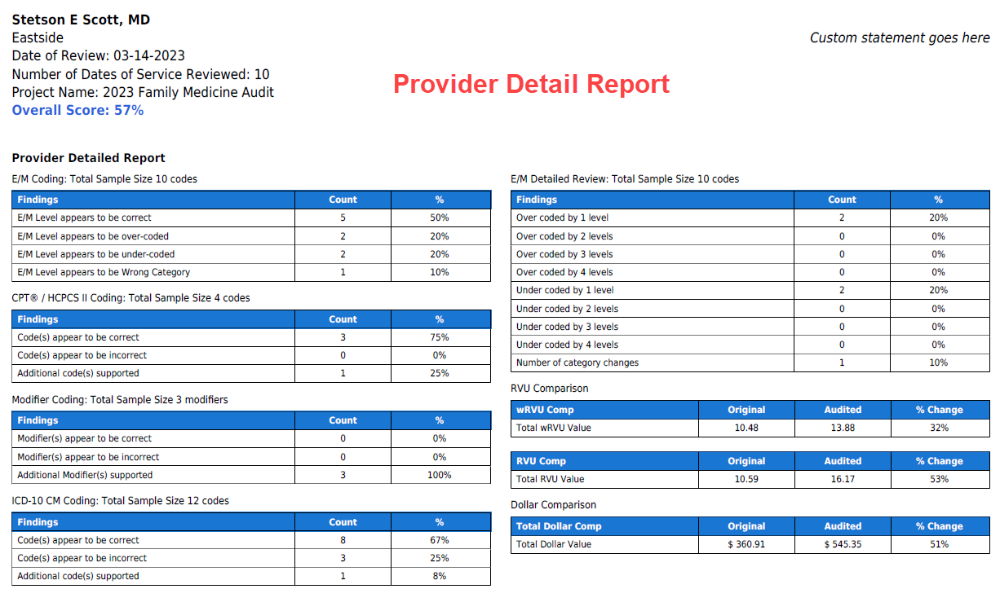 Stetson E Scott, MD
Eastside
Custom statement goes here
Date of Review: 03-14-2023
Number of Dates of Service Reviewed: 10
Provider Detail Report
Project Name: 2023 Family Medicine Audit
Overall Score: 57%
Provider Detailed Report
E/M Coding: Total Sample Size 10 codes
Findings Count %
E/M Level appears to be correct 5 50%
E/M Level appears to be over-coded 2 20%
E/M Level appears to be under-coded 2 20%
E/M Level appears to be Wrong Category 1 10%
CPT® / HCPCS II Coding: Total Sample Size 4 codes
Findings Count %
Code(s) appear to be correct 3 75%
Code(s) appear to be incorrect 0 0%
Additional code(s) supported 1 25%
Modifier Coding: Total Sample Size 3 modifiers
Findings Count %
Modifier(s) appear to be correct 0 0%
Modifier(s) appear to be incorrect 0 0%
Additional Modifier(s) supported 3 100%
ICD-10 CM Coding: Total Sample Size 12 codes
Findings Count %
Code(s) appear to be correct 8 67%
Code(s) appear to be incorrect 3 25%
Additional code(s) supported 1 8%
E/M Detailed Review: Total Sample Size 10 codes
Findings Count %
Over coded by 1 level 2 20%
Over coded by 2 levels 0 0%
Over coded by 3 levels 0 0%
Over coded by 4 levels 0 0%
Under coded by 1 level 2 20%
Under coded by 2 levels 0 0%
Under coded by 3 levels 0 0%
Under coded by 4 levels 0 0%
Number of category changes 1 10%
RVU Comparison
wRVU Comp Original Audited % Change
Total wRVU Value 10.48 13.88 32%
RVU Comp Original Audited % Change
Total RVU Value 10.59 16.17 53%
Dollar Comparison
Total Dollar Comp Original Audited % Change
Total Dollar Value $ 360.91 $ 545.35 51%